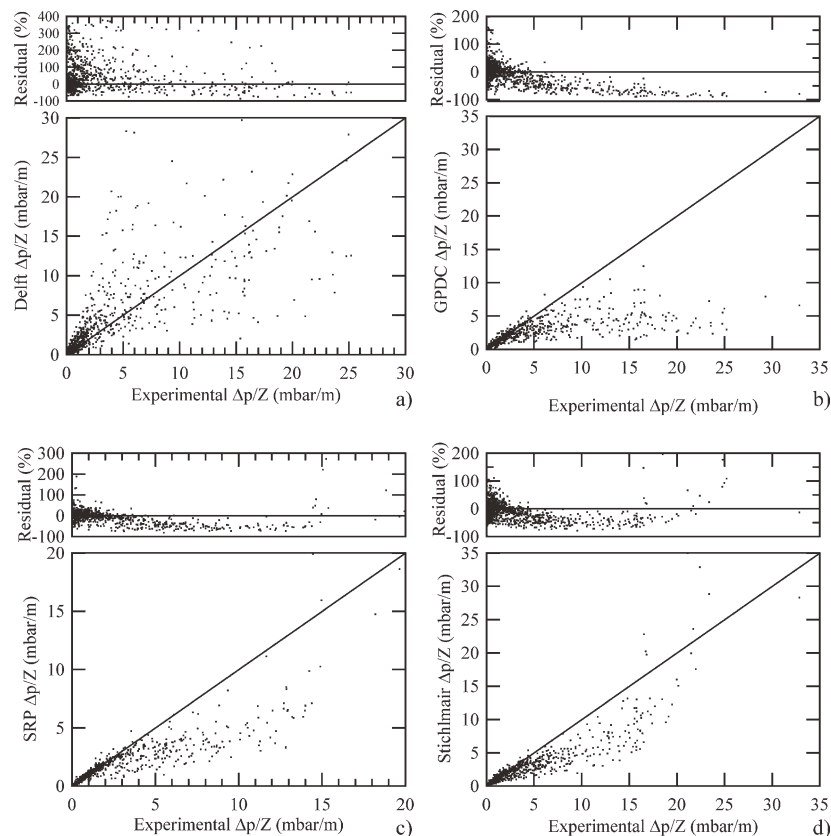 Residual (%)
400
300
200
100
0
-100
Delft Δp/Z (mbar/m)
30
25
20
15
10
5
0
0 5 10 15 20 25 30
Experimental Δp/Z (mbar/m)
a)
Residual (%)
200
100
0
-100
GPDC Δp/Z (mbar/m)
35
30
25
20
15
10
5
0
0 5 10 15 20 25 30 35
Experimental Δp/Z (mbar/m)
b)
Residual (%)
300
200
100
0
-100
SRP Δp/Z (mbar/m)
20
15
10
5
0
0 5 10 15 20
Experimental Δp/Z (mbar/m)
c)
Residual (%)
200
100
0
-100
Stichlmair Δp/Z (mbar/m)
35
30
25
20
15
10
5
0
0 5 10 15 20 25 30 35
Experimental Δp/Z (mbar/m)
d)